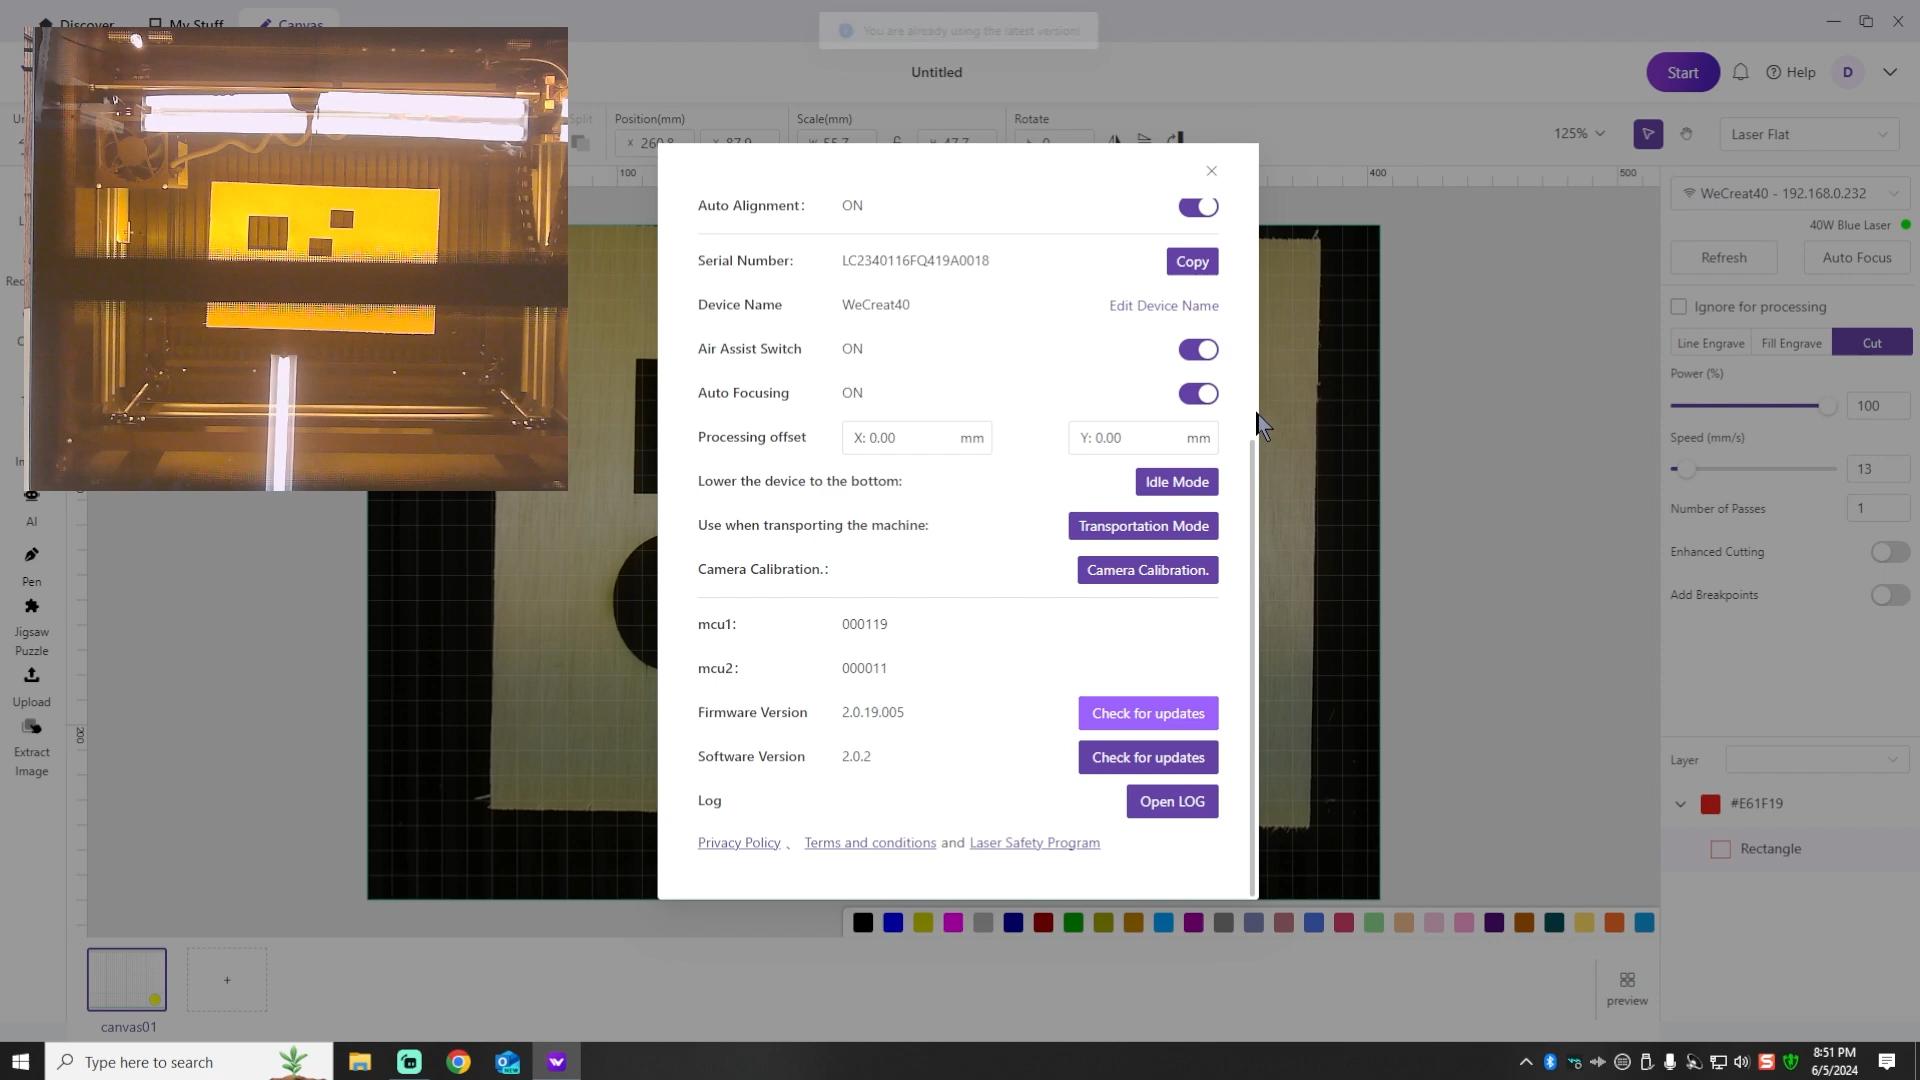 Discover My Stuff Canvas
You are already using the latest version!
Untitled
Start Help D
Split Position(mm) Scale(mm) Rotate
125% Laser Flat
100 400 500
Auto Alignment: ON
Serial Number: LC2340116FQ419A0018 Copy
Device Name WeCreat40 Edit Device Name
Air Assist Switch ON
Auto Focusing ON
Processing offset X: 0.00 mm Y: 0.00 mm
Lower the device to the bottom: Idle Mode
Use when transporting the machine: Transportation Mode
Camera Calibration.: Camera Calibration.
mcu1: 000119
mcu2: 000011
Firmware Version 2.0.19.005 Check for updates
Software Version 2.0.2 Check for updates
Log Open LOG
Privacy Policy 、 Terms and conditions and Laser Safety Program
WeCreat40 - 192.168.0.232
40W Blue Laser
Refresh Auto Focus
Ignore for processing
Line Engrave Fill Engrave Cut
Power (%)
100
Speed (mm/s)
13
Number of Passes 1
Enhanced Cutting
Add Breakpoints
Layer
#E61F19
Rectangle
AI
Pen
Jigsaw
Puzzle
Upload
Extract
Image
200
+
canvas01
preview
Type here to search
8:51 PM
6/5/2024